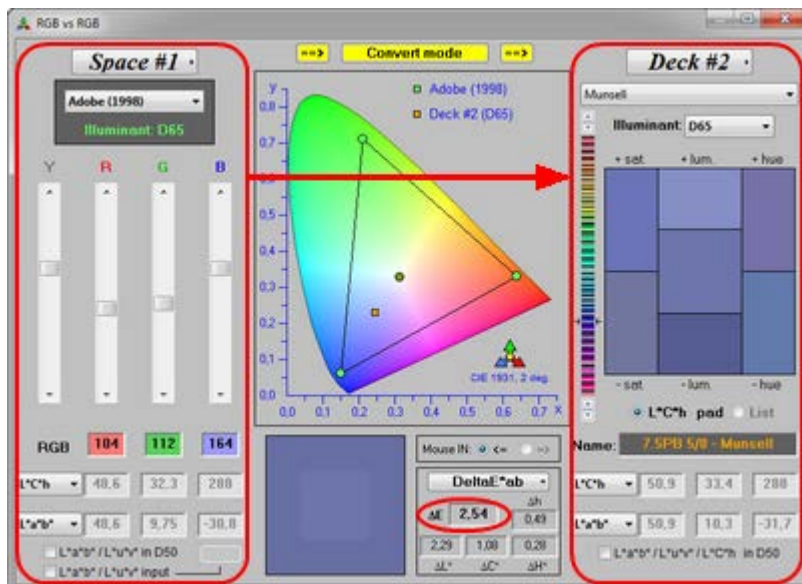 RGB vs RGB
Space #1
==> Convert mode ==>
Deck #2
Adobe (1998)
Illuminant: D65
Y R G B
RGB 104 112 164
L*C*h 48,6 32,3 288
L*a*b* 48,6 9,75 -30,8
L*a*b* / L*u*v* in D50
L*a*b* / L*u*v* input
y
Adobe (1998)
Deck #2 (D65)
0,8
0,7
0,6
0,5
0,4
0,3
0,2
0,1
0,0
0,0 0,1 0,2 0,3 0,4 0,5 0,6 0,7 x
CIE 1931, 2 deg.
Mouse IN: <= =>
DeltaE*ab
ΔE 2,54
Δh
0,49
2,29 1,08 0,28
ΔL* ΔC* ΔH*
Munsell
Illuminant: D65
+ sat. + lum. + hue
- sat. - lum. - hue
L*C*h pad List
Name: 7.5PB 5/8 - Munsell
L*C*h 50,9 33,4 288
L*a*b* 50,9 10,3 -31,7
L*a*b* / L*u*v* / L*C*h in D50